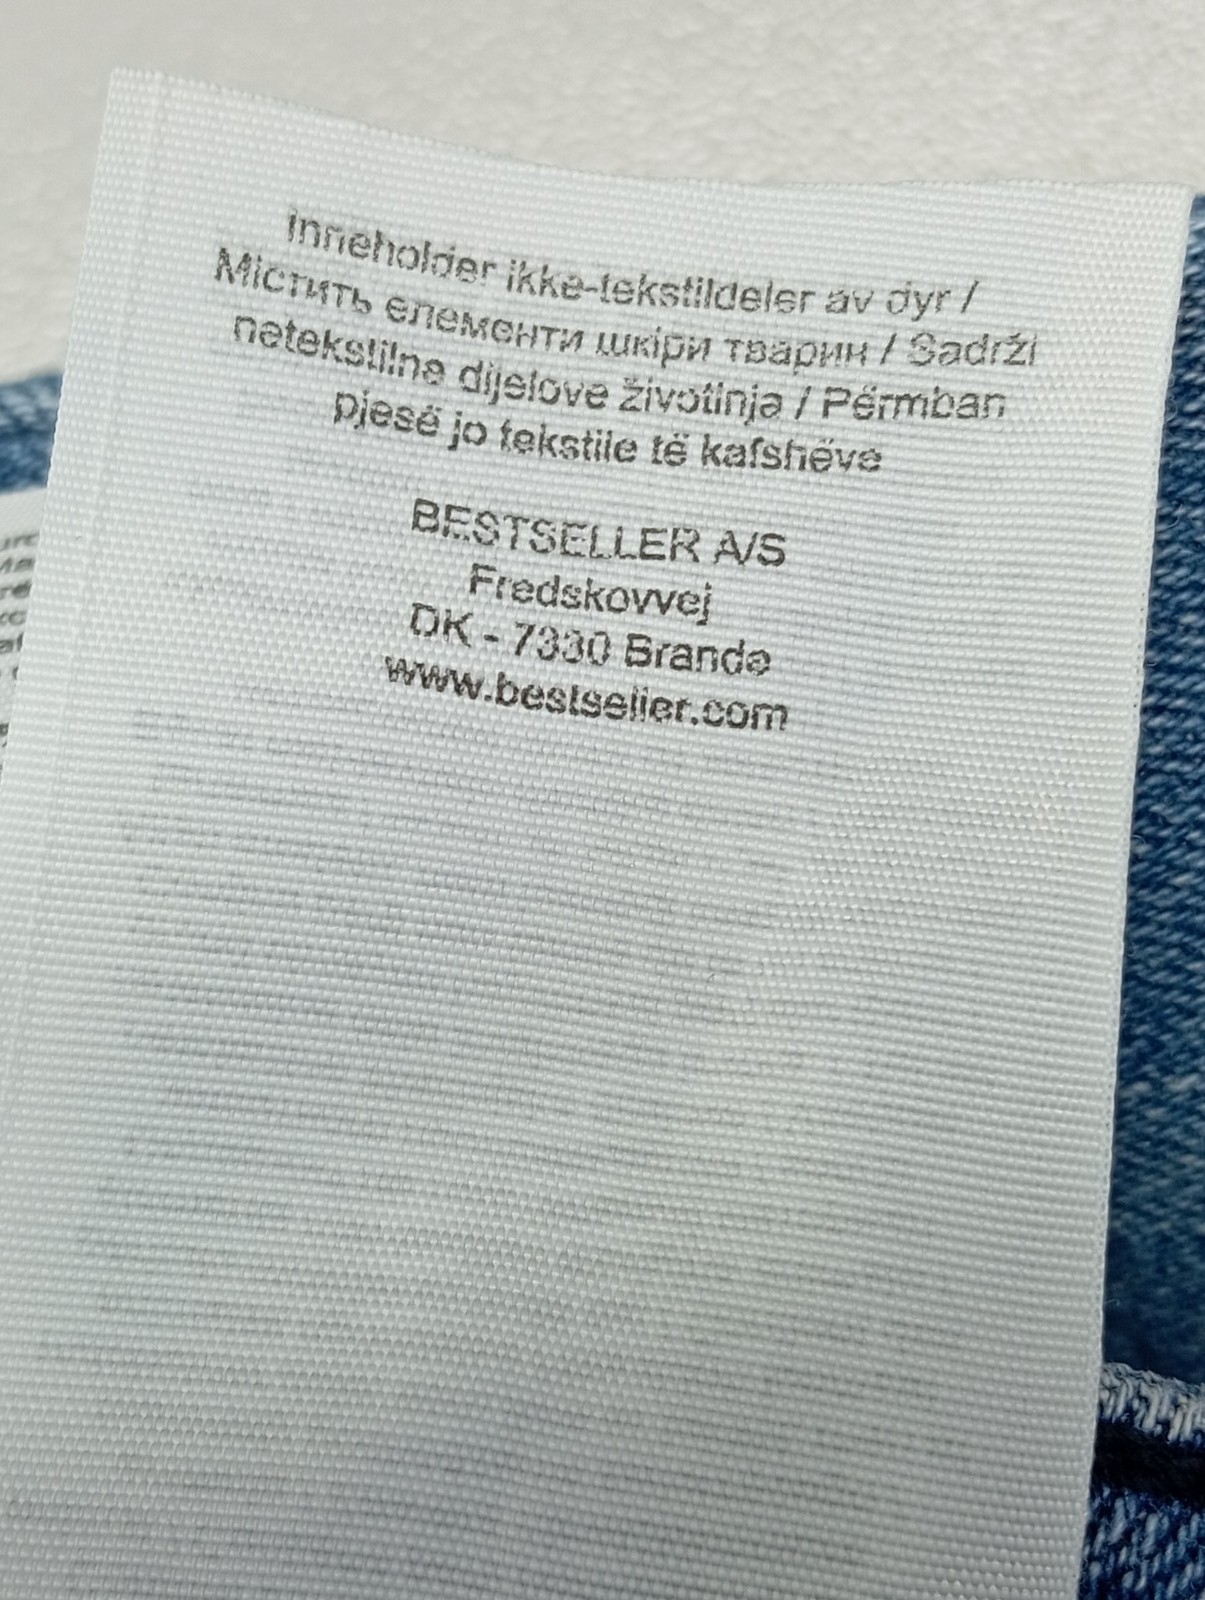 Inneholder ikke-tekstildeler av dyr /
Містить елементи шкіри тварин / Sadrži
netekstilne dijelove životinja / Përmban
pjesë jo tekstile të kafshëve
BESTSELLER A/S
Fredskovvej
DK - 7330 Brande
www.bestseller.com